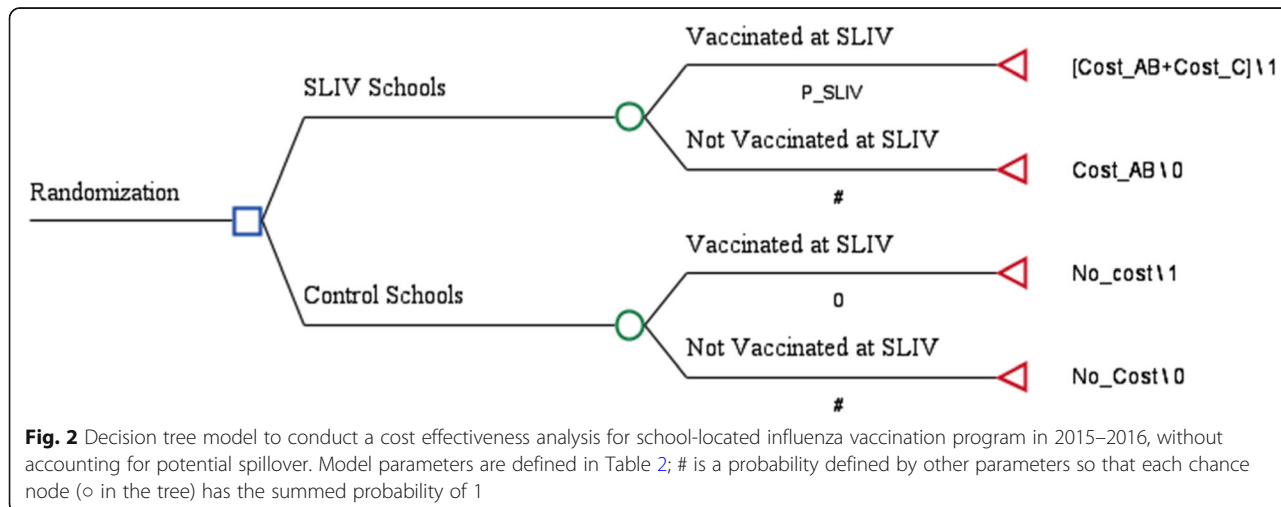 Vaccinated at SLIV
[Cost_AB+Cost_C]\1
P_SLIV
SLIV Schools
Not Vaccinated at SLIV
Cost_AB\0
#
Randomization
Vaccinated at SLIV
No_cost\1
0
Control Schools
Not Vaccinated at SLIV
No_Cost\0
#
Fig. 2 Decision tree model to conduct a cost effectiveness analysis for school-located influenza vaccination program in 2015–2016, without
accounting for potential spillover. Model parameters are defined in Table 2; # is a probability defined by other parameters so that each chance
node (○ in the tree) has the summed probability of 1